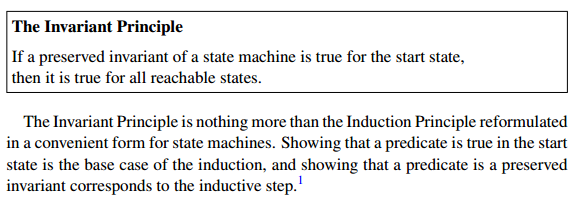 The Invariant Principle
If a preserved invariant of a state machine is true for the start state,
then it is true for all reachable states.
The Invariant Principle is nothing more than the Induction Principle reformulated
in a convenient form for state machines. Showing that a predicate is true in the start
state is the base case of the induction, and showing that a predicate is a preserved
invariant corresponds to the inductive step.1